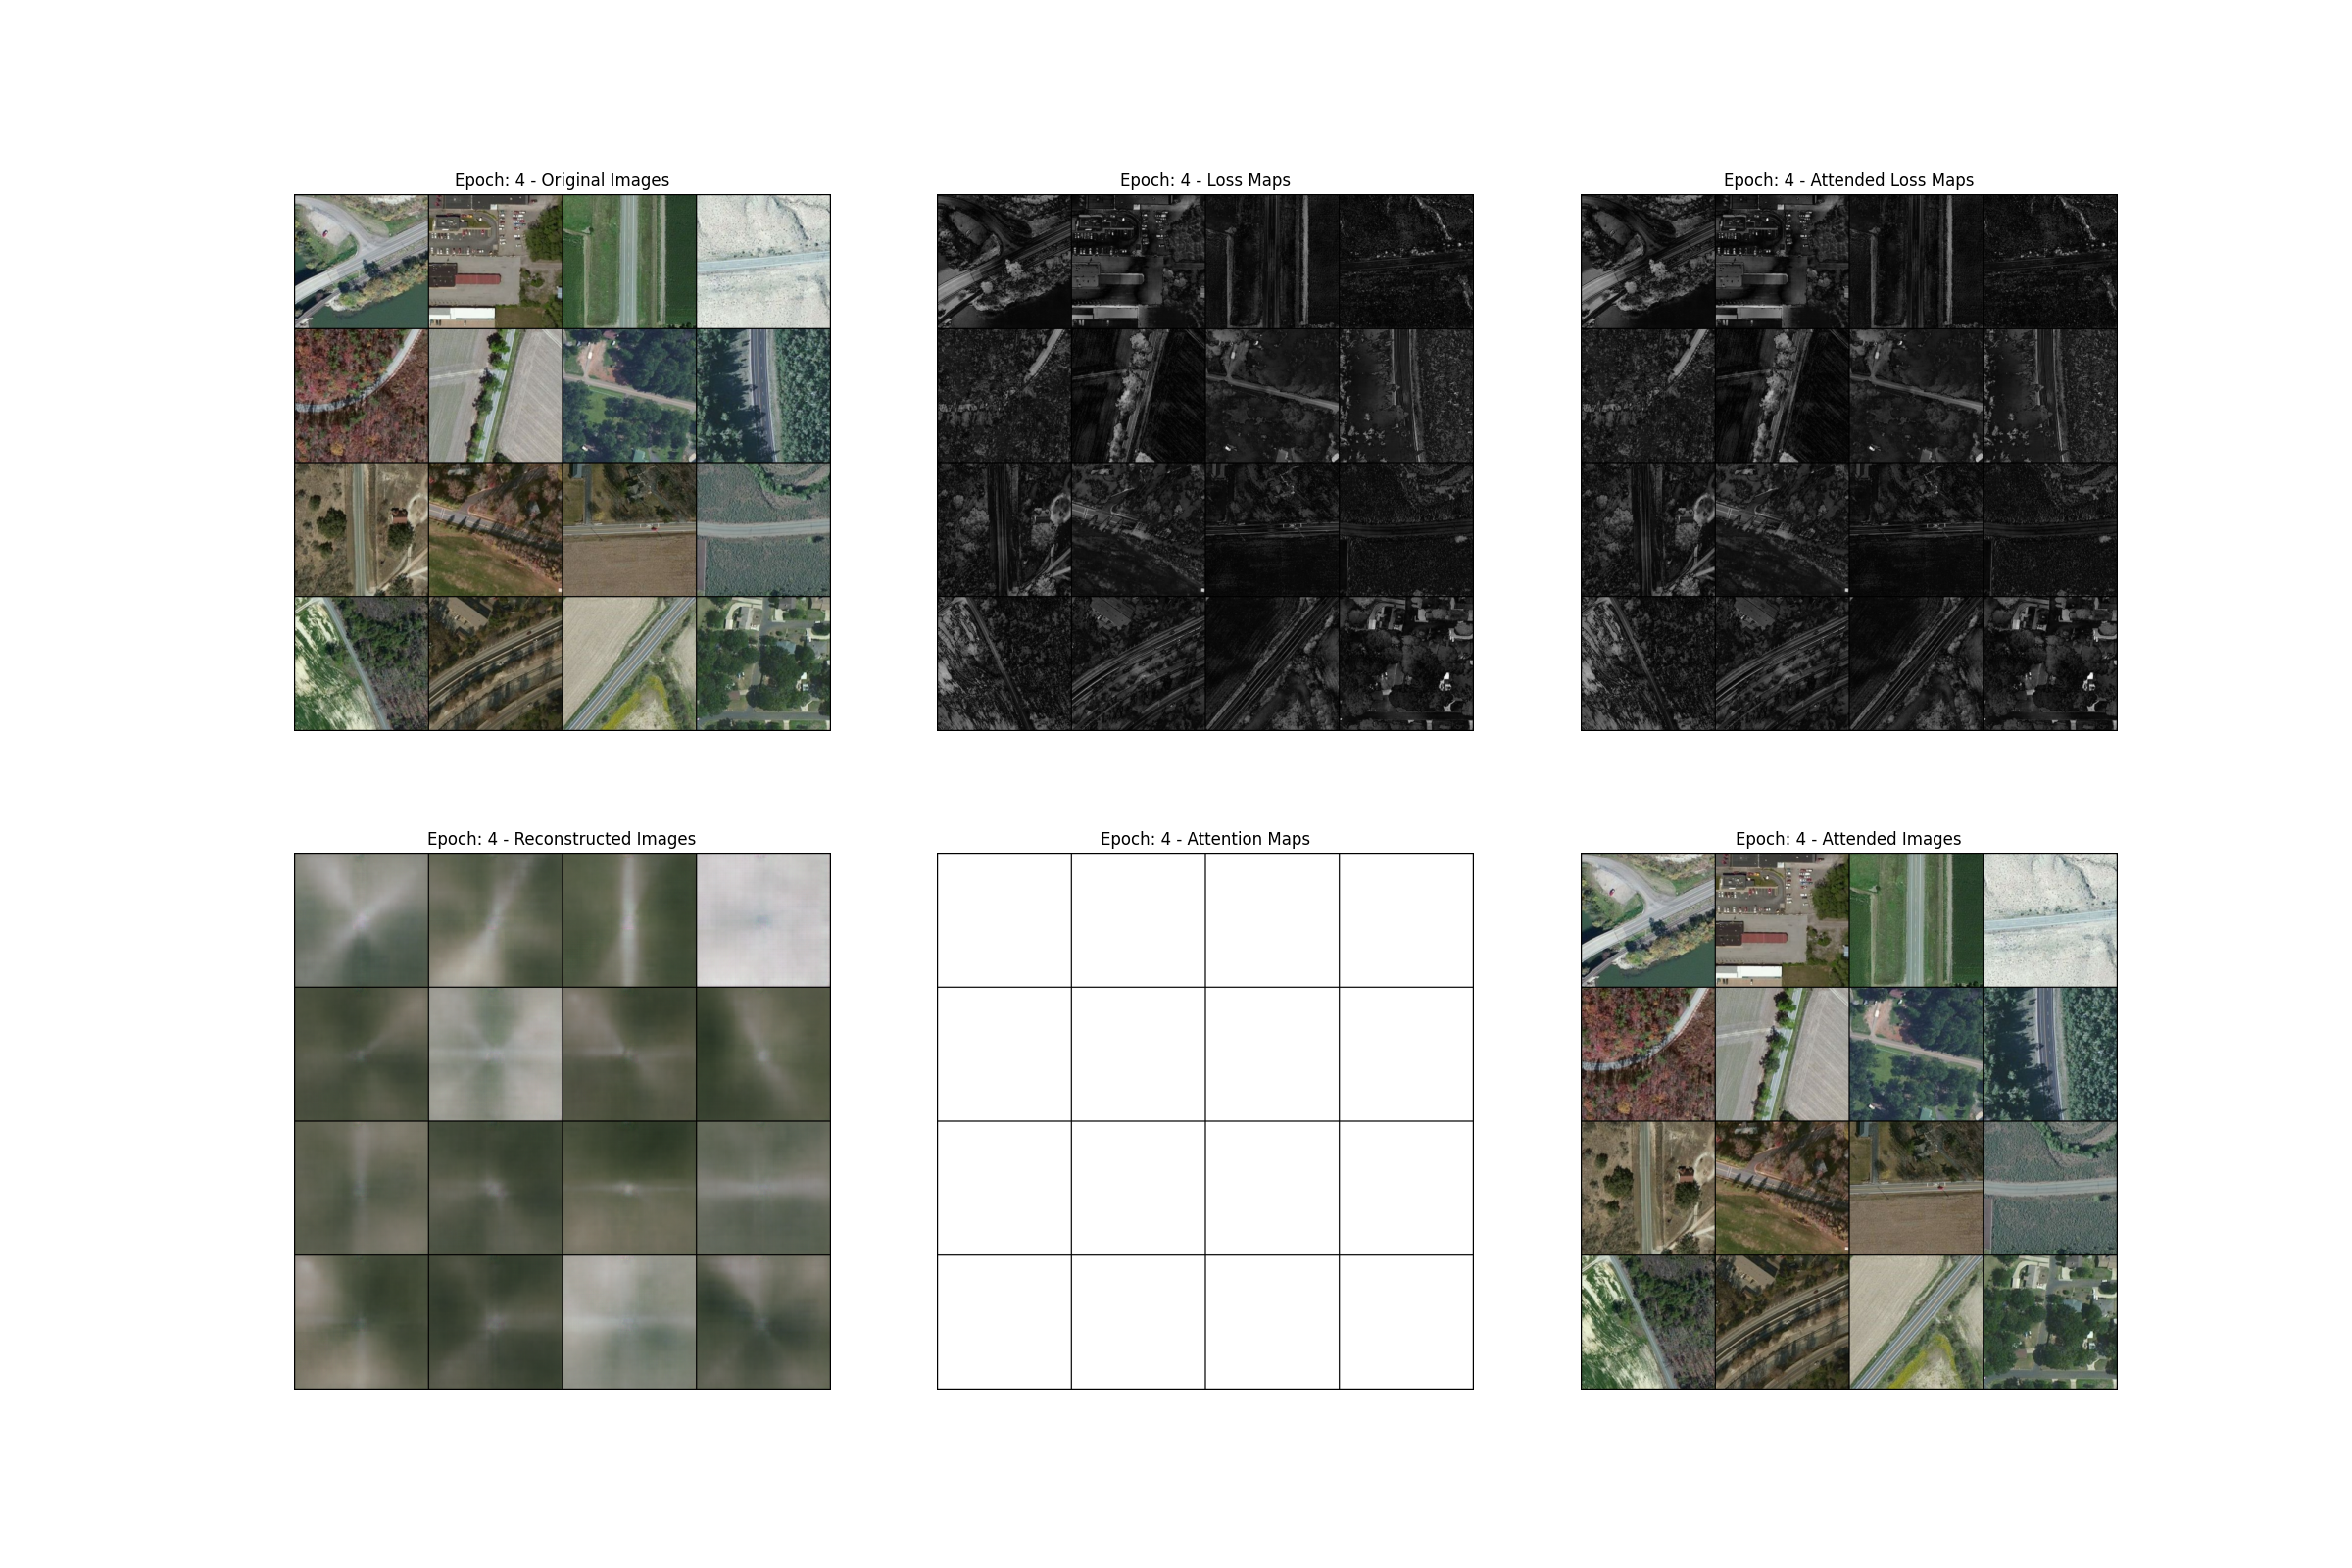 Epoch: 4 - Original Images
Epoch: 4 - Loss Maps
Epoch: 4 - Attended Loss Maps
Epoch: 4 - Reconstructed Images
Epoch: 4 - Attention Maps
Epoch: 4 - Attended Images